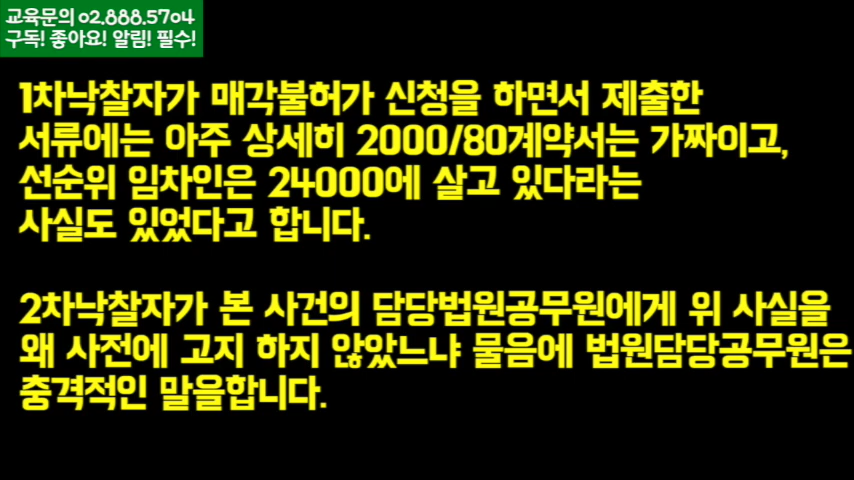 교육문의 02.888.5704
구독! 좋아요! 알림! 필수!
1차낙찰자가 매각불허가 신청을 하면서 제출한
서류에는 아주 상세히 2000/80계약서는 가짜이고,
선순위 임차인은 24000에 살고 있다라는
사실도 있었다고 합니다.
2차낙찰자가 본 사건의 담당법원공무원에게 위 사실을
왜 사전에 고지 하지 않았느냐 물음에 법원담당공무원은
충격적인 말을합니다.